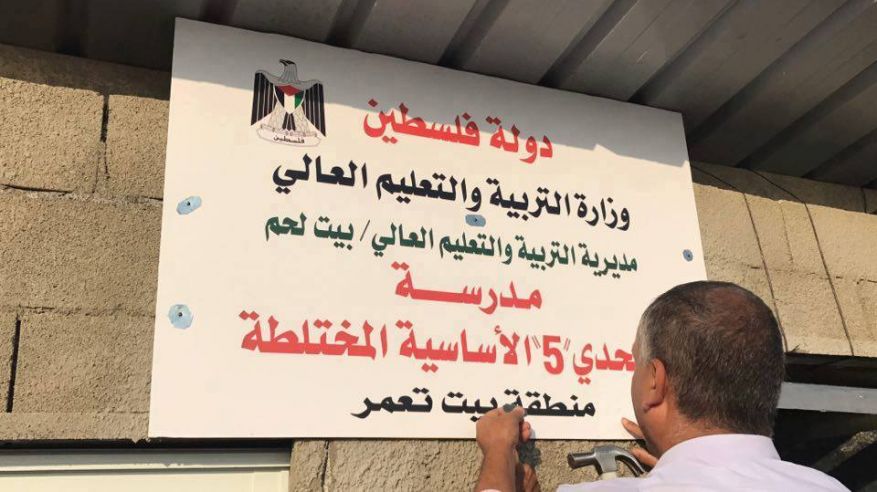 دولة فلسطين
وزارة التربية والتعليم العالي
مديرية التربية والتعليم العالي/ بيت لحم
مدرسة
حدي "5" الأساسية المختلطة
منطقة بيت تعمر
فلسطين